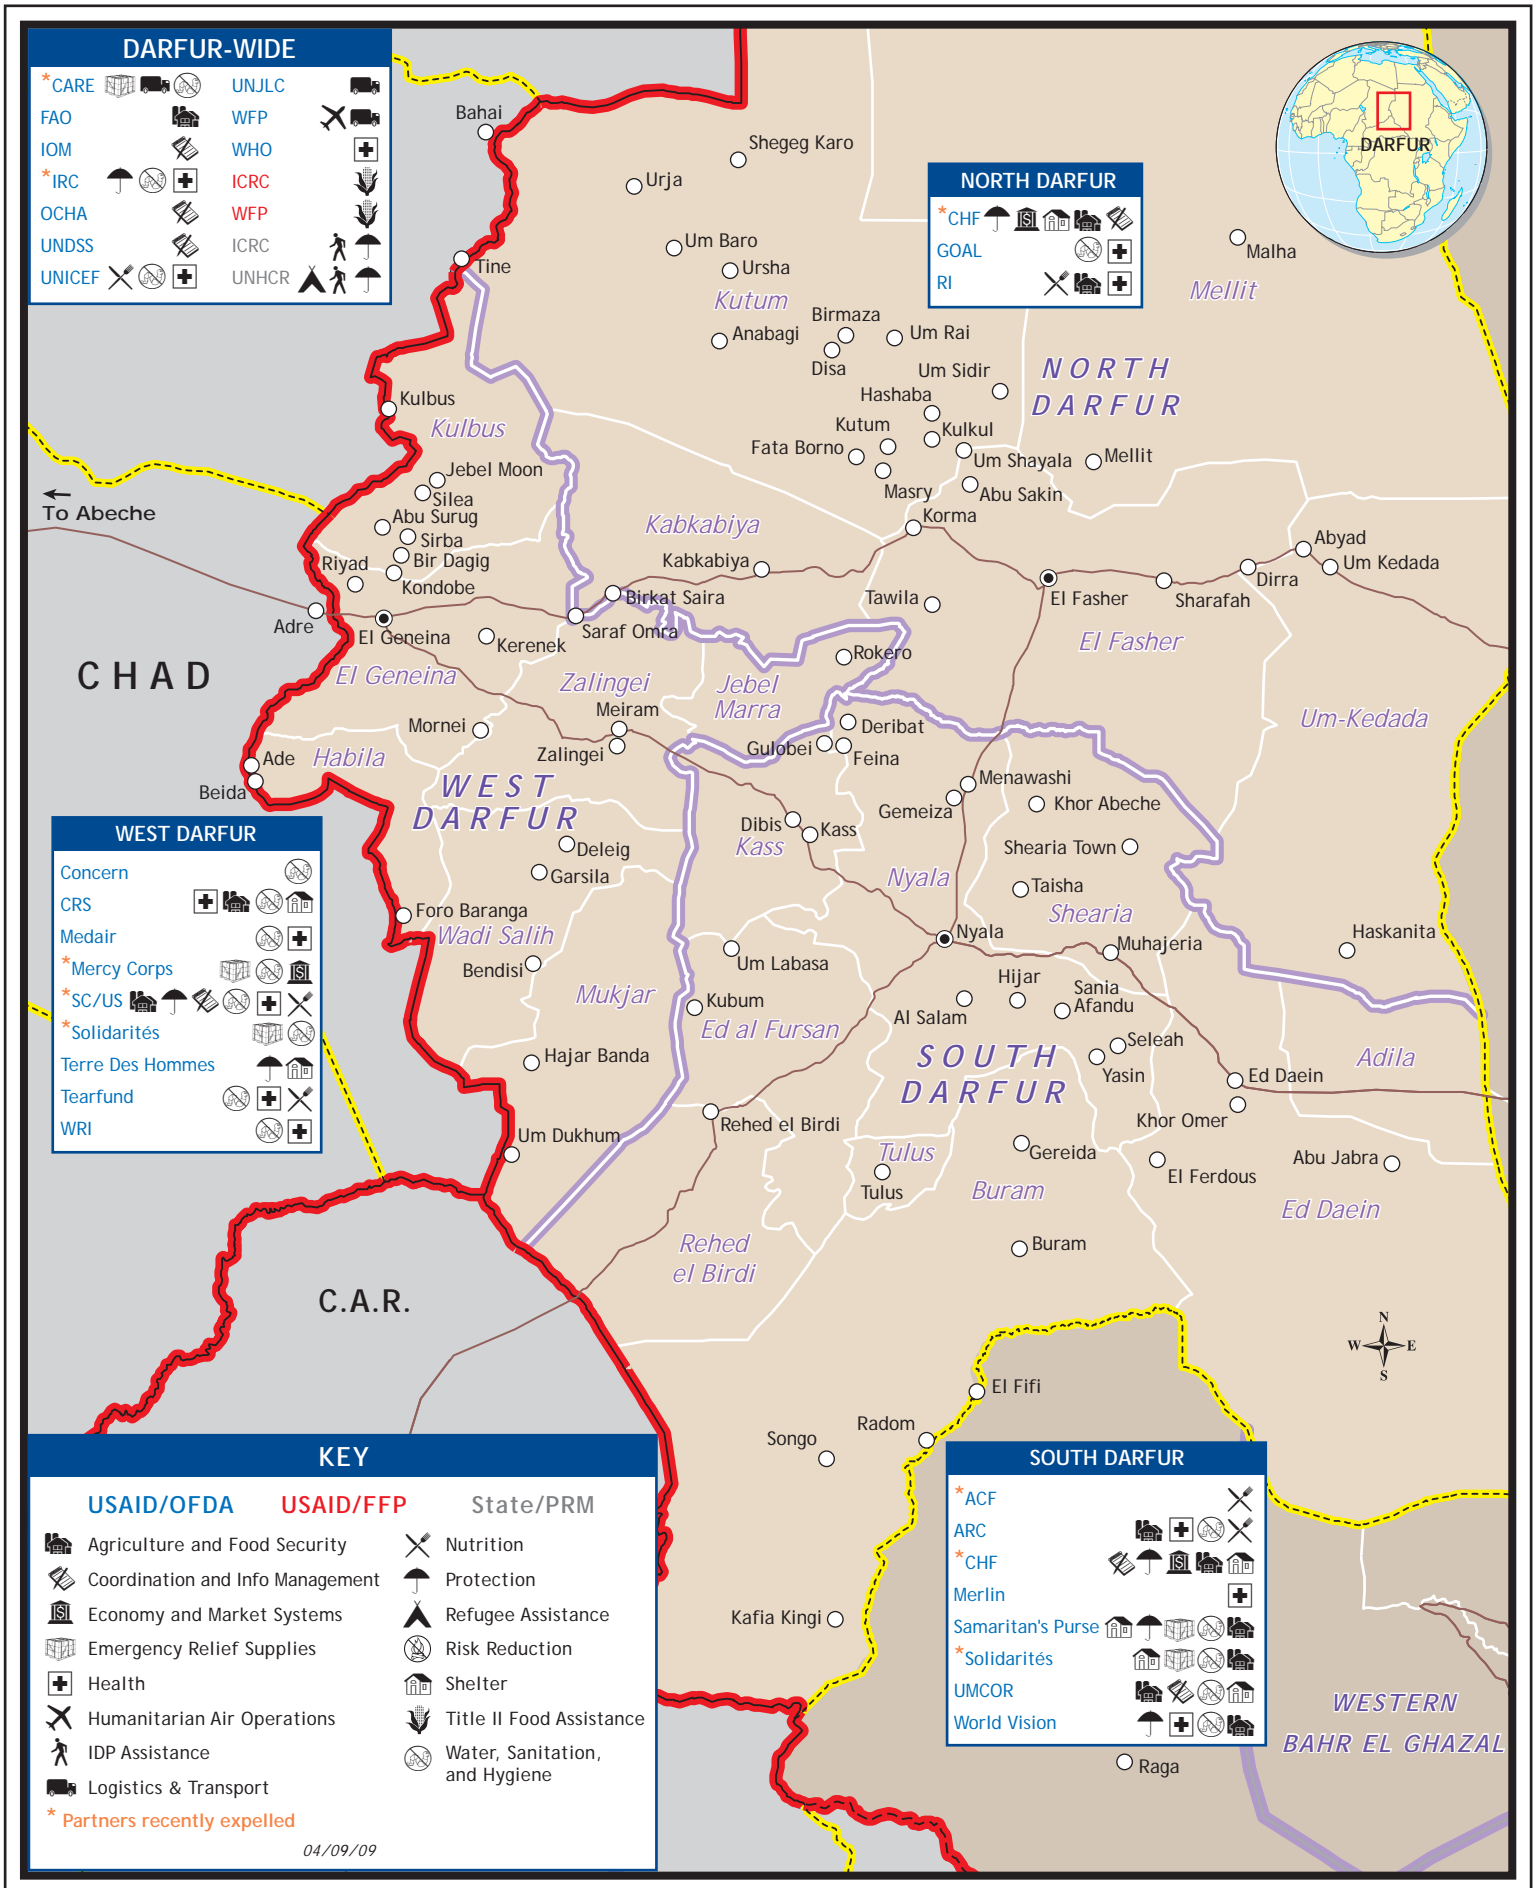 DARFUR-WIDE
*CARE
FAO
IOM
*IRC
OCHA
UNDSS
UNICEF
UNJLC
WFP
WHO
ICRC
WFP
ICRC
UNHCR
NORTH DARFUR
*CHF
GOAL
RI
DARFUR
Bahai
Shegeg Karo
Urja
Um Baro
Ursha
Tine
Kutum
Malha
Mellit
Anabagi
Birmaza
Um Rai
Disa
Um Sidir
NORTH
DARFUR
Hashaba
Kulbus
Kulbus
Kutum
Kulkul
Fata Borno
Um Shayala
Mellit
Masry
Abu Sakin
Jebel Moon
Silea
To Abeche
Abu Surug
Sirba
Korma
Kabkabiya
Kabkabiya
Abyad
Um Kedada
Riyad
Bir Dagig
Kondobe
Dirra
Birkat Saira
Tawila
El Fasher
Sharafah
Adre
El Geneina
Kerenek
Saraf Omra
El Fasher
Rokero
CHAD
El Geneina
Zalingei
Jebel
Marra
Meiram
Um-Kedada
Mornei
Zalingei
Deribat
Gulobei
Feina
Ade
Habila
Beida
WEST
DARFUR
Menawashi
Gemeiza
Khor Abeche
Dibis
Kass
Kass
Shearia Town
Deleig
Garsila
Nyala
Taisha
Shearia
Foro Baranga
Wadi Salih
Nyala
Muhajeria
Haskanita
Bendisi
Um Labasa
Mukjar
Kubum
Ed al Fursan
Hijar
Al Salam
Sania
Afandu
Hajar Banda
SOUTH
DARFUR
Seleah
Yasin
Adila
Ed Daein
Rehed el Birdi
Khor Omer
Um Dukhum
Tulus
Tulus
Gereida
El Ferdous
Abu Jabra
Buram
Ed Daein
Buram
Rehed
el Birdi
C.A.R.
N
W
E
S
El Fifi
Radom
Songo
Kafia Kingi
WESTERN
BAHR EL GHAZAL
Raga
WEST DARFUR
Concern
CRS
Medair
*Mercy Corps
*SC/US
*Solidarités
Terre Des Hommes
Tearfund
WRI
SOUTH DARFUR
*ACF
ARC
*CHF
Merlin
Samaritan's Purse
*Solidarités
UMCOR
World Vision
KEY
USAID/OFDA
USAID/FFP
State/PRM
Agriculture and Food Security
Coordination and Info Management
Economy and Market Systems
Emergency Relief Supplies
Health
Humanitarian Air Operations
IDP Assistance
Logistics & Transport
Nutrition
Protection
Refugee Assistance
Risk Reduction
Shelter
Title II Food Assistance
Water, Sanitation,
and Hygiene
* Partners recently expelled
04/09/09